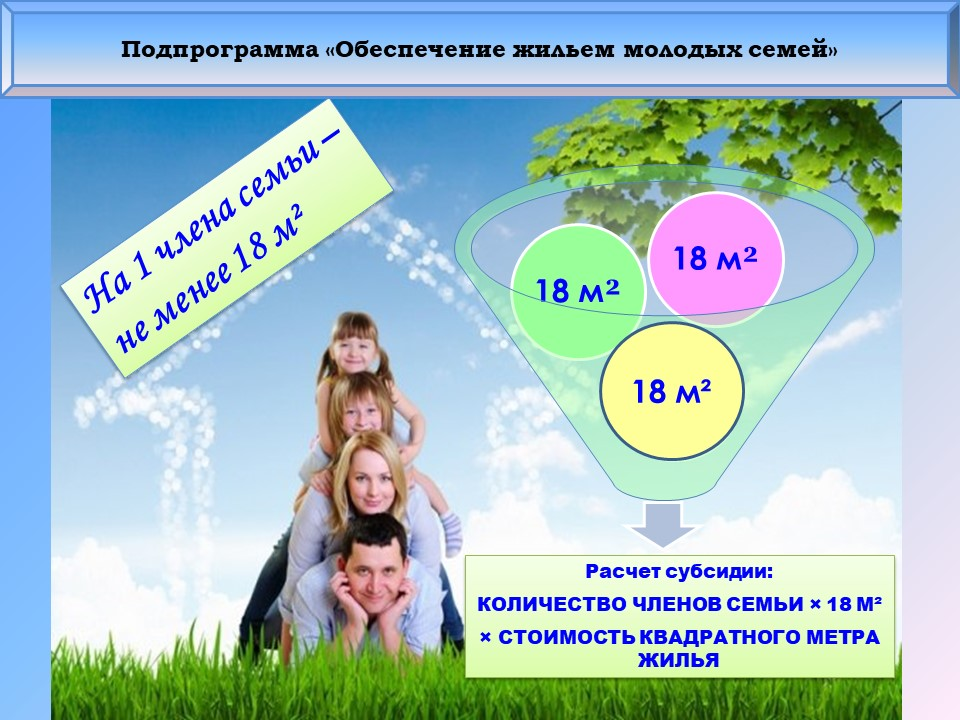 Подпрограмма «Обеспечение жильем молодых семей»
На 1 члена семьи –
не менее 18 м²
18 м²
18 м²
18 м²
Расчет субсидии:
КОЛИЧЕСТВО ЧЛЕНОВ СЕМЬИ × 18 М²
× СТОИМОСТЬ КВАДРАТНОГО МЕТРА
ЖИЛЬЯ